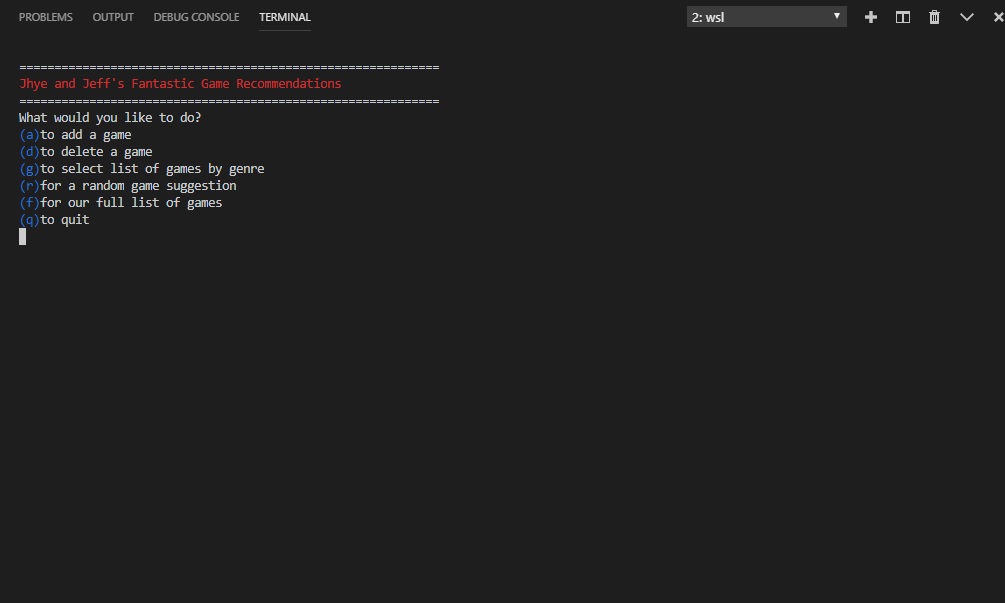 PROBLEMS OUTPUT DEBUG CONSOLE TERMINAL 2: wsl
============================================================
Jhye and Jeff's Fantastic Game Recommendations
============================================================
What would you like to do?
(a)to add a game
(d)to delete a game
(g)to select list of games by genre
(r)for a random game suggestion
(f)for our full list of games
(q)to quit